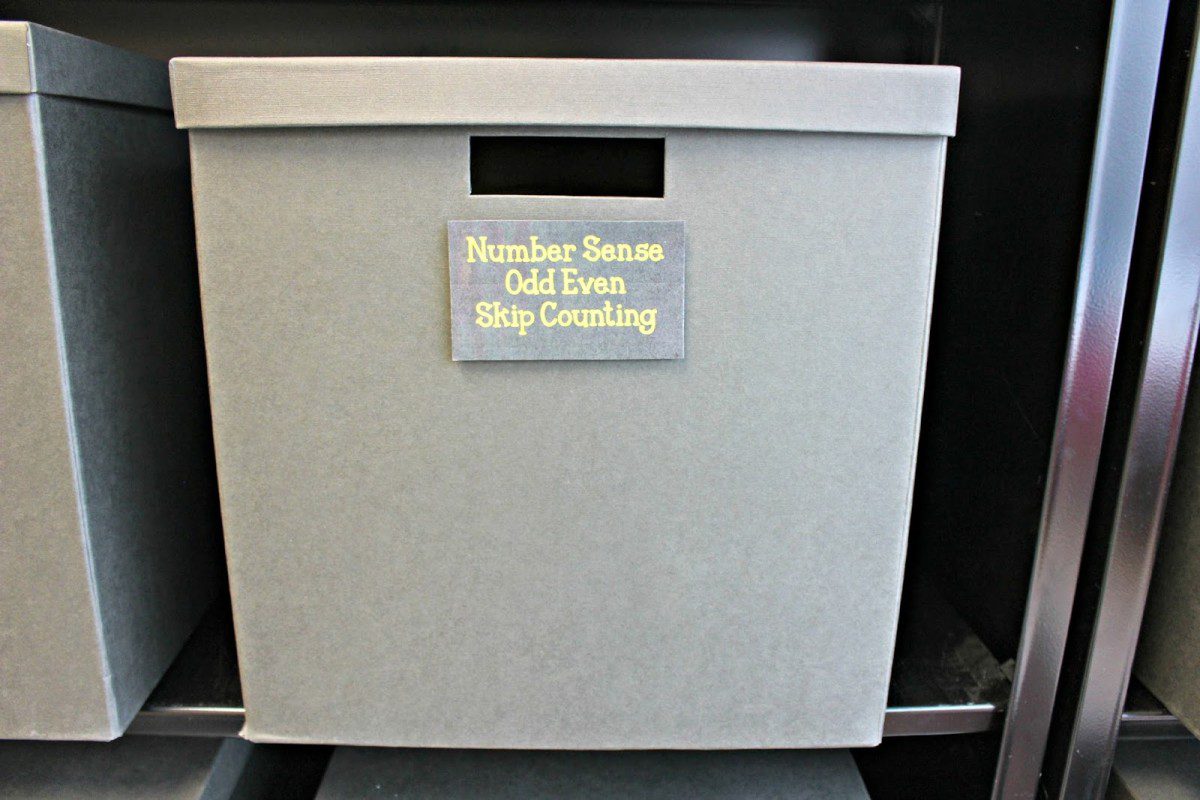 Number Sense
Odd Even
Skip Counting